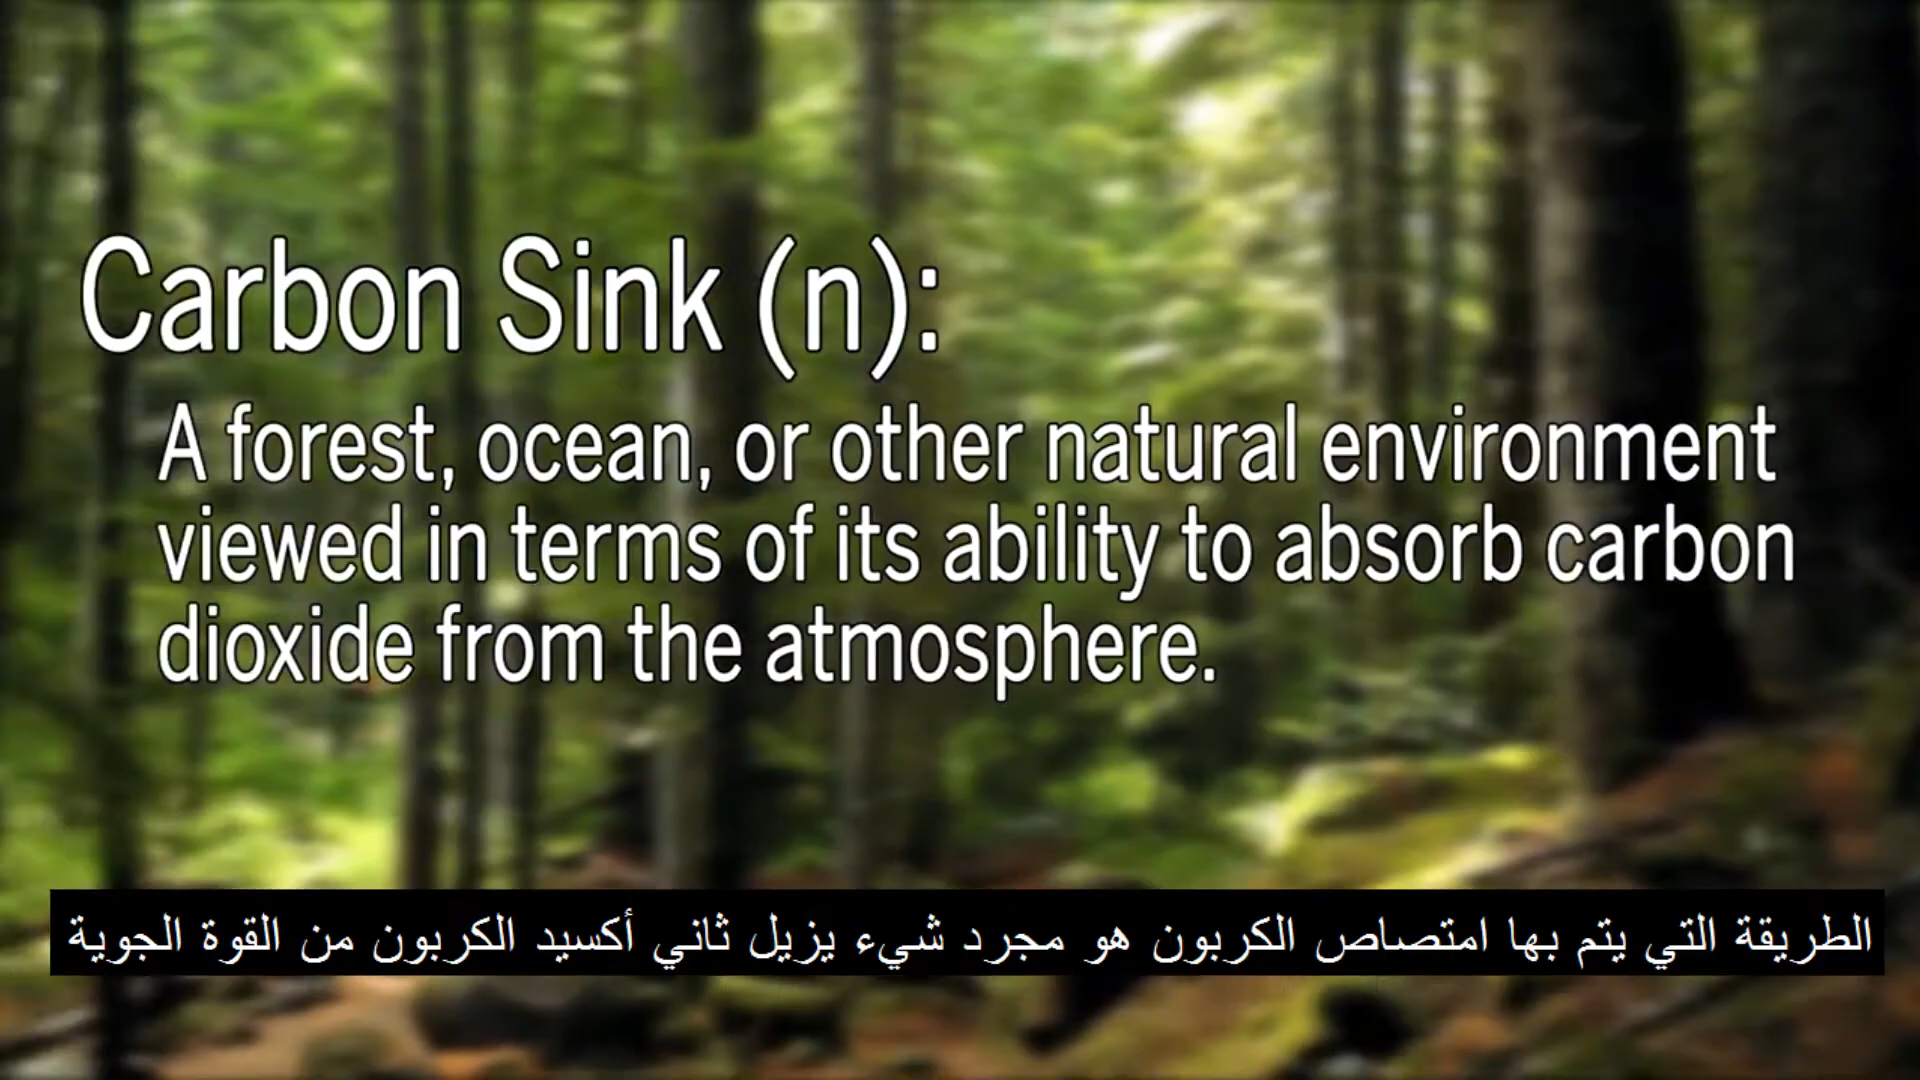 Carbon Sink (n):
A forest, ocean, or other natural environment
viewed in terms of its ability to absorb carbon
dioxide from the atmosphere.
الطريقة التي يتم بها امتصاص الكربون هو مجرد شيء يزيل ثاني أكسيد الكربون من القوة الجوية